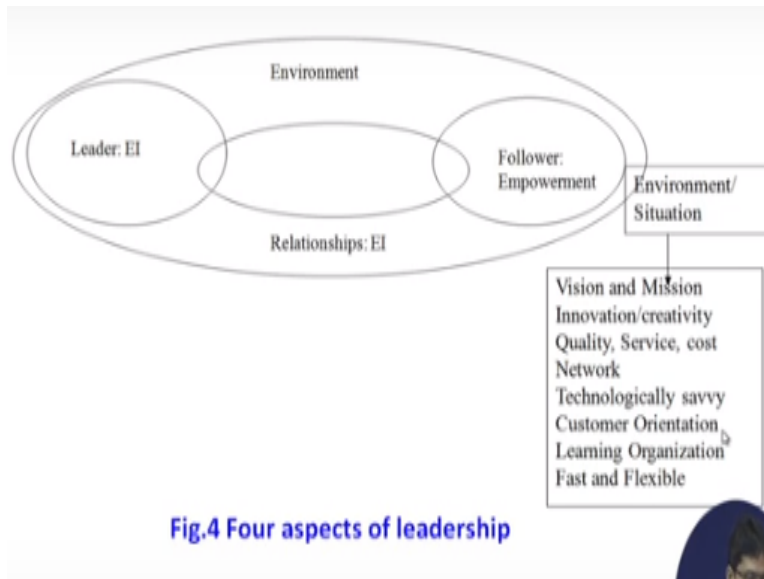 Environment
Leader: EI
Follower:
Empowerment
Relationships: EI
Environment/
Situation
Vision and Mission
Innovation/creativity
Quality, Service, cost
Network
Technologically savvy
Customer Orientation
Learning Organization
Fast and Flexible
Fig.4 Four aspects of leadership